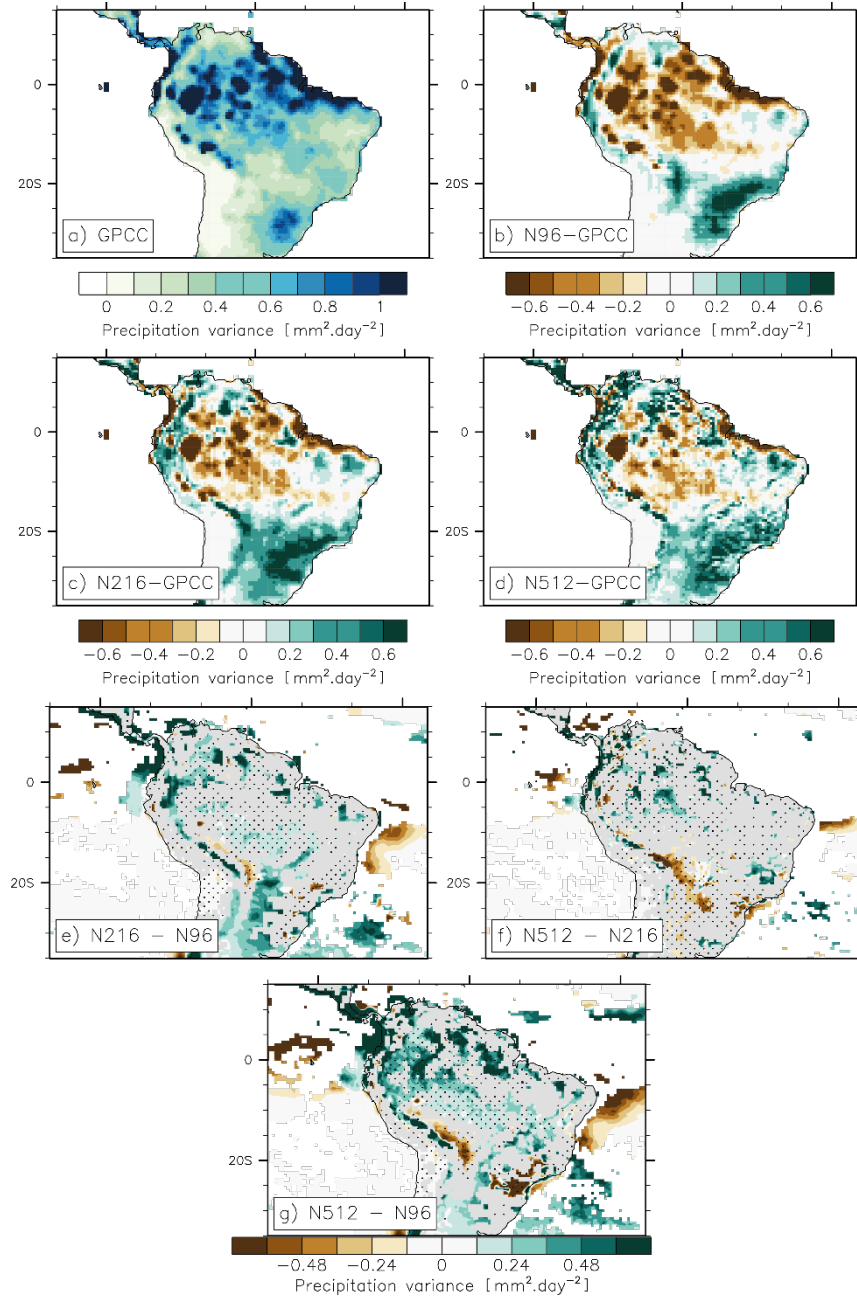 0
20S
a) GPCC
b) N96-GPCC
0 0.2 0.4 0.6 0.8 1
Precipitation variance [mm².day⁻²]
-0.6 -0.4 -0.2 0 0.2 0.4 0.6
Precipitation variance [mm².day⁻²]
0
20S
c) N216-GPCC
d) N512-GPCC
-0.6 -0.4 -0.2 0 0.2 0.4 0.6
Precipitation variance [mm².day⁻²]
-0.6 -0.4 -0.2 0 0.2 0.4 0.6
Precipitation variance [mm².day⁻²]
0
20S
e) N216 - N96
f) N512 - N216
0
20S
g) N512 - N96
-0.48 -0.24 0 0.24 0.48
Precipitation variance [mm².day⁻²]